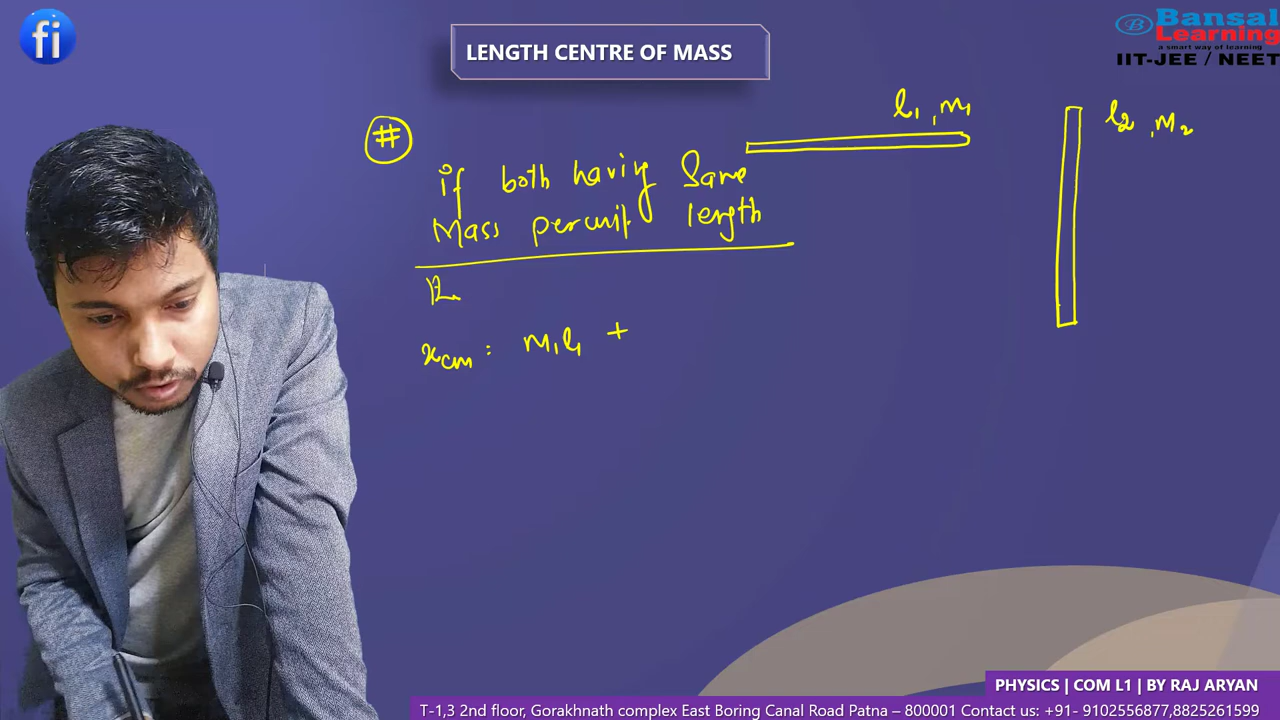 fi
LENGTH CENTRE OF MASS
B Bansal
Learning
a smart way of learning
IIT-JEE / NEET
#
l1 , m1
l2 , m2
if both having Same
Mass per unit length
xcm : m1l1 +
PHYSICS | COM L1 | BY RAJ ARYAN
T-1,3 2nd floor, Gorakhnath complex East Boring Canal Road Patna – 800001 Contact us: +91- 9102556877,8825261599